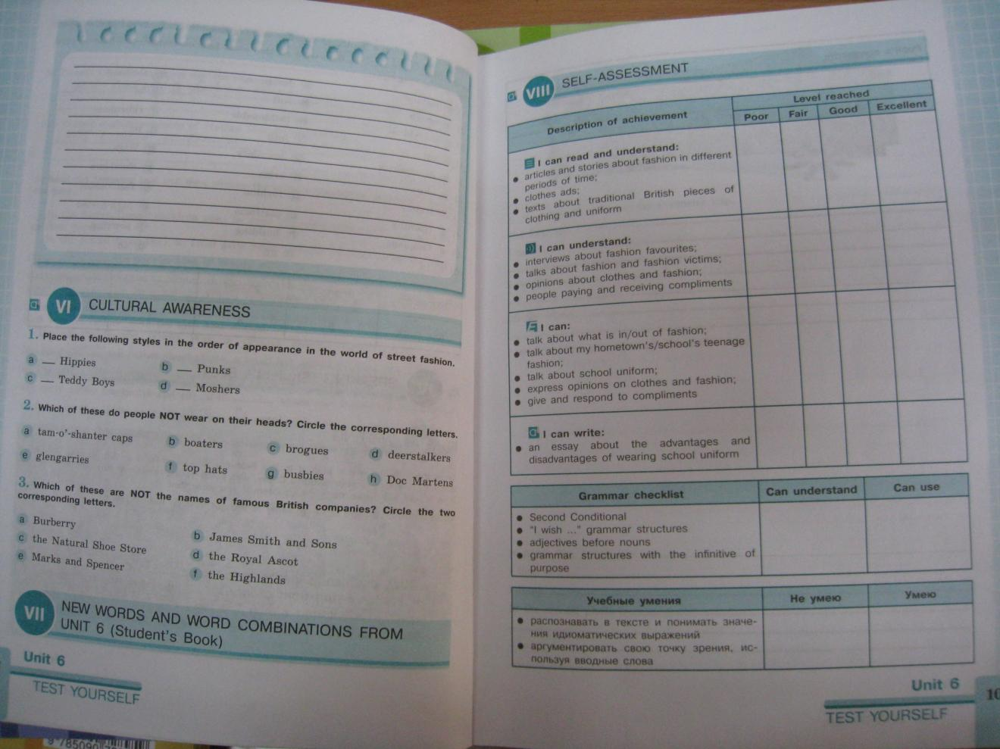 VI CULTURAL AWARENESS
1. Place the following styles in the order of appearance in the world of street fashion.
a __ Hippies b __ Punks
c __ Teddy Boys d __ Moshers
2. Which of these do people NOT wear on their heads? Circle the corresponding letters.
a tam-o'-shanter caps b boaters c brogues d deerstalkers
e glengarries f top hats g busbies h Doc Martens
3. Which of these are NOT the names of famous British companies? Circle the two
corresponding letters.
a Burberry b James Smith and Sons
c the Natural Shoe Store d the Royal Ascot
e Marks and Spencer f the Highlands
VII NEW WORDS AND WORD COMBINATIONS FROM
UNIT 6 (Student's Book)
Unit 6
TEST YOURSELF
VIII SELF-ASSESSMENT
Description of achievement
Level reached
Poor Fair Good Excellent
I can read and understand:
• articles and stories about fashion in different
periods of time;
• clothes ads;
• texts about traditional British pieces of
clothing and uniform
I can understand:
• interviews about fashion favourites;
• talks about fashion and fashion victims;
• opinions about clothes and fashion;
• people paying and receiving compliments
I can:
• talk about what is in/out of fashion;
• talk about my hometown's/school's teenage
fashion;
• talk about school uniform;
• express opinions on clothes and fashion;
• give and respond to compliments
I can write:
• an essay about the advantages and
disadvantages of wearing school uniform
Grammar checklist Can understand Can use
• Second Conditional
• "I wish ..." grammar structures
• adjectives before nouns
• grammar structures with the infinitive of
purpose
Учебные умения Не умею Умею
• распознавать в тексте и понимать значе-
ния идиоматических выражений
• аргументировать свою точку зрения, ис-
пользуя вводные слова
Unit 6
TEST YOURSELF